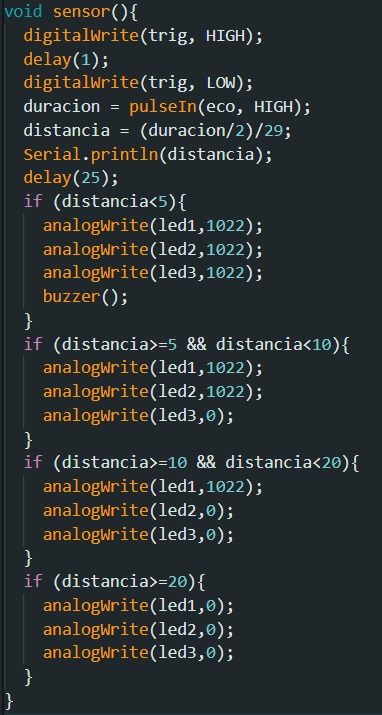 void sensor(){
digitalWrite(trig, HIGH);
delay(1);
digitalWrite(trig, LOW);
duracion = pulseIn(eco, HIGH);
distancia = (duracion/2)/29;
Serial.println(distancia);
delay(25);
if (distancia<5){
analogWrite(led1,1022);
analogWrite(led2,1022);
analogWrite(led3,1022);
buzzer();
}
if (distancia>=5 && distancia<10){
analogWrite(led1,1022);
analogWrite(led2,1022);
analogWrite(led3,0);
}
if (distancia>=10 && distancia<20){
analogWrite(led1,1022);
analogWrite(led2,0);
analogWrite(led3,0);
}
if (distancia>=20){
analogWrite(led1,0);
analogWrite(led2,0);
analogWrite(led3,0);
}
}